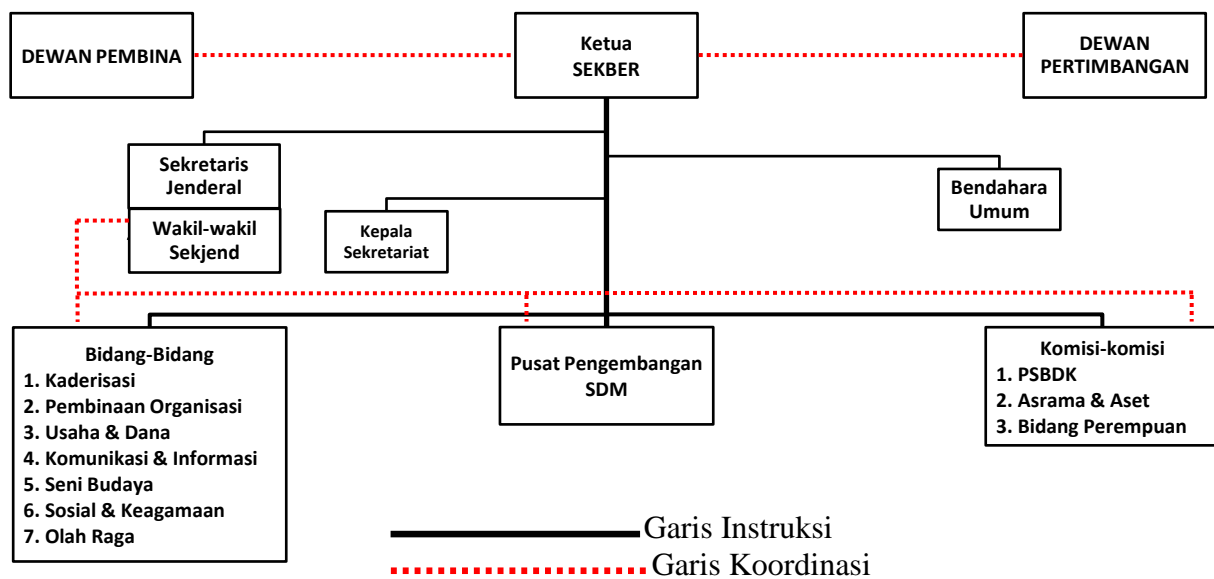 DEWAN PEMBINA
Ketua
SEKBER
DEWAN
PERTIMBANGAN
Sekretaris
Jenderal
Wakil-wakil
Sekjend
Kepala
Sekretariat
Bendahara
Umum
Bidang-Bidang
1. Kaderisasi
2. Pembinaan Organisasi
3. Usaha & Dana
4. Komunikasi & Informasi
5. Seni Budaya
6. Sosial & Keagamaan
7. Olah Raga
Pusat Pengembangan
SDM
Komisi-komisi
1. PSBDK
2. Asrama & Aset
3. Bidang Perempuan
Garis Instruksi
Garis Koordinasi